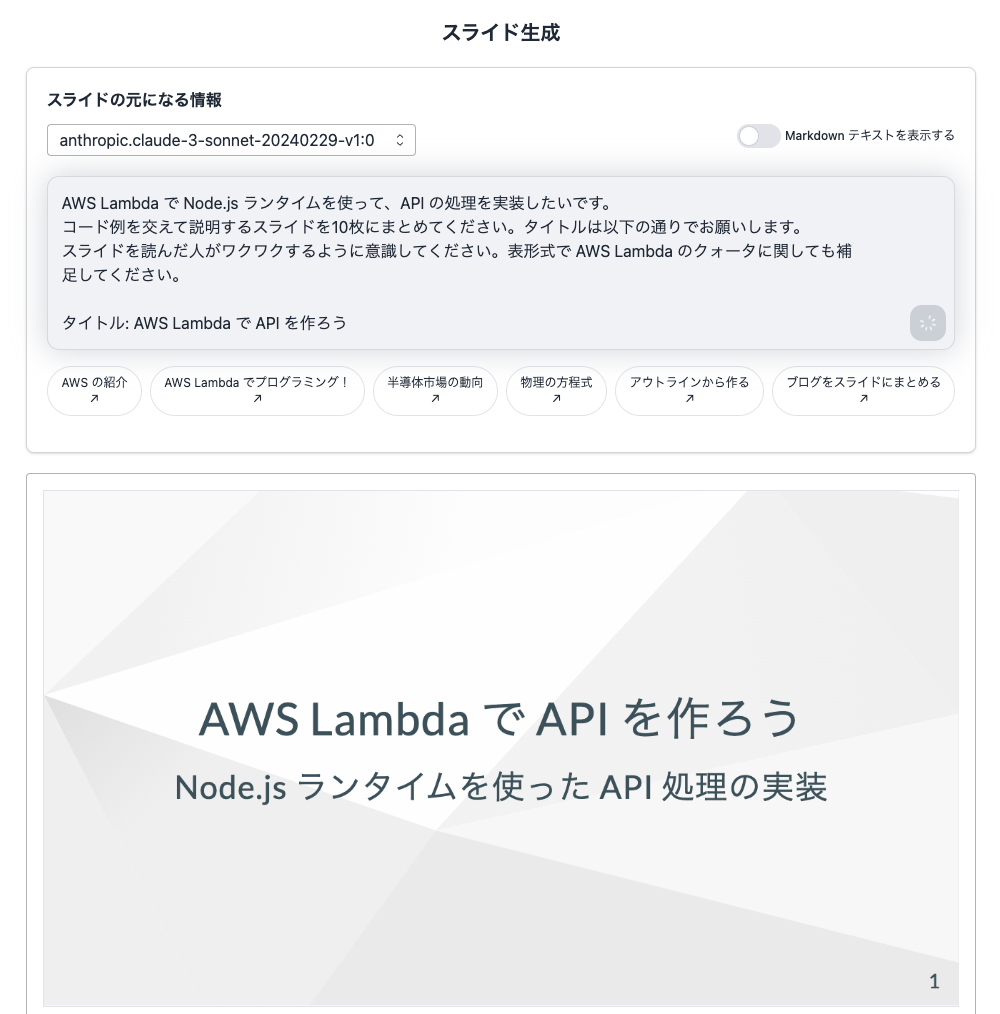 スライド生成
スライドの元になる情報
anthropic.claude-3-sonnet-20240229-v1:0
Markdown テキストを表示する
AWS Lambda で Node.js ランタイムを使って、API の処理を実装したいです。
コード例を交えて説明するスライドを10枚にまとめてください。タイトルは以下の通りでお願いします。
スライドを読んだ人がワクワクするように意識してください。表形式で AWS Lambda のクォータに関しても補
足してください。
タイトル: AWS Lambda で API を作ろう
AWS の紹介
AWS Lambda でプログラミング！
半導体市場の動向
物理の方程式
アウトラインから作る
ブログをスライドにまとめる
AWS Lambda で API を作ろう
Node.js ランタイムを使った API 処理の実装
1